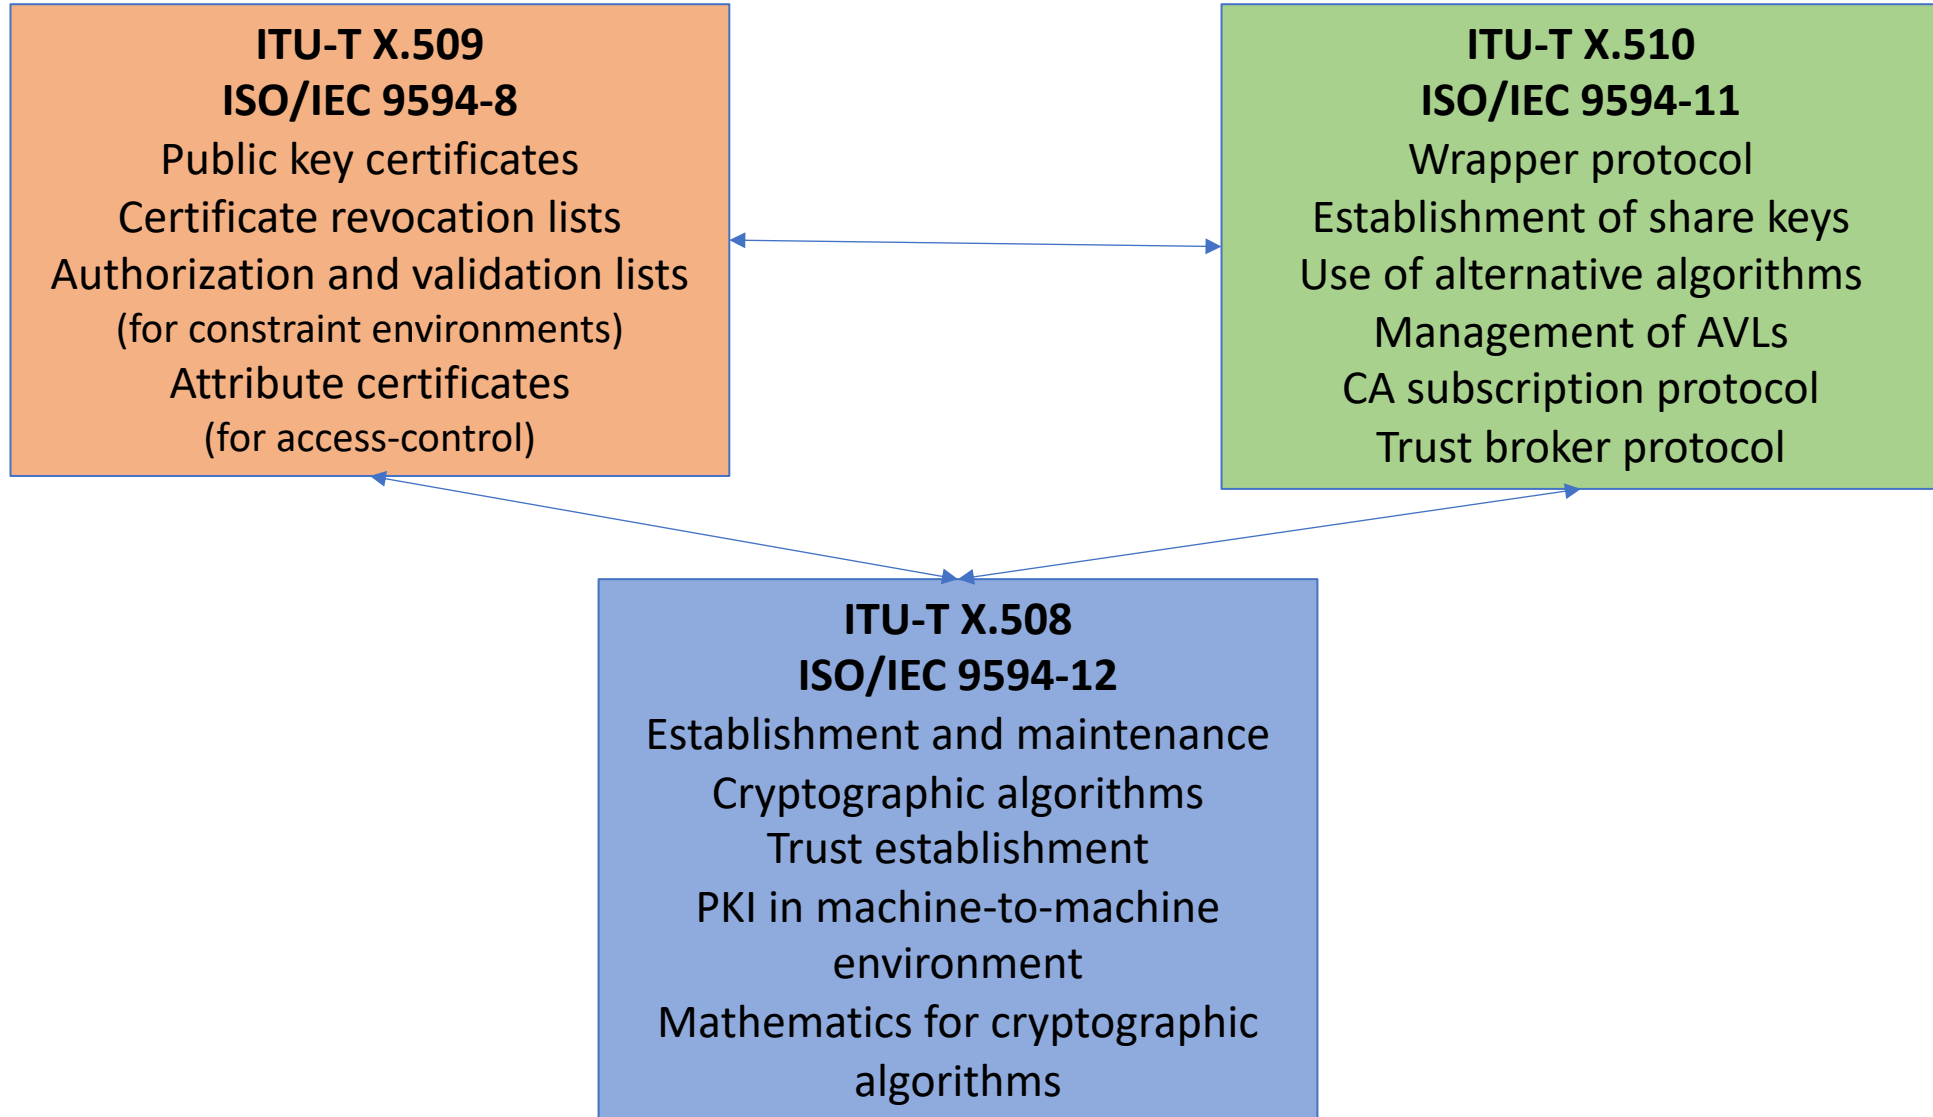 ITU-T X.509
ISO/IEC 9594-8
Public key certificates
Certificate revocation lists
Authorization and validation lists
(for constraint environments)
Attribute certificates
(for access-control)
ITU-T X.510
ISO/IEC 9594-11
Wrapper protocol
Establishment of share keys
Use of alternative algorithms
Management of AVLs
CA subscription protocol
Trust broker protocol
ITU-T X.508
ISO/IEC 9594-12
Establishment and maintenance
Cryptographic algorithms
Trust establishment
PKI in machine-to-machine
environment
Mathematics for cryptographic
algorithms